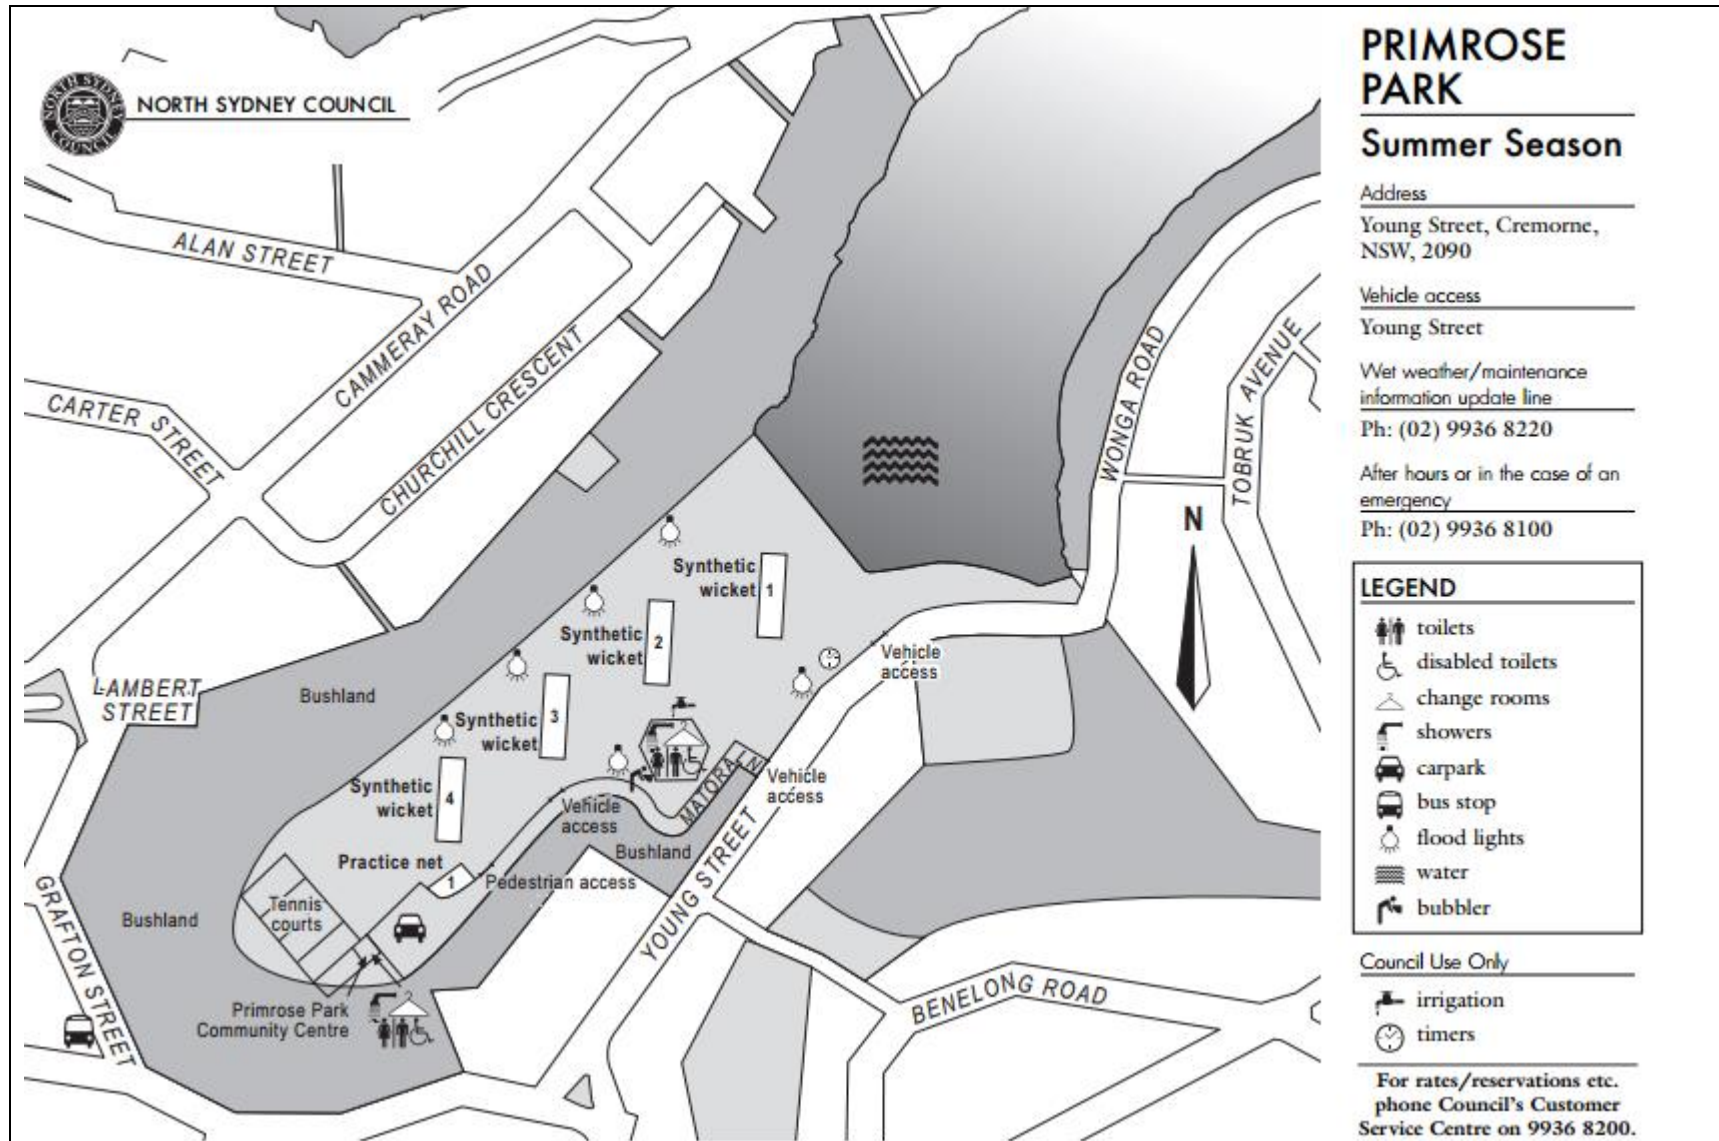 NORTH SYDNEY COUNCIL
NORTH SYDNEY COUNCIL
ALAN STREET
CAMMERAY ROAD
CARTER STREET
CHURCHILL CRESCENT
WONGA ROAD
TOBRUK AVENUE
N
Synthetic
wicket
1
Synthetic
wicket
2
Synthetic
wicket
3
Synthetic
wicket
4
Vehicle
access
Bushland
LAMBERT
STREET
MATORA LN
Vehicle
access
Vehicle
access
Bushland
Practice net
1
Pedestrian access
YOUNG STREET
Bushland
Tennis
courts
GRAFTON STREET
Primrose Park
Community Centre
BENELONG ROAD
PRIMROSE
PARK
Summer Season
Address
Young Street, Cremorne,
NSW, 2090
Vehicle access
Young Street
Wet weather/maintenance
information update line
Ph: (02) 9936 8220
After hours or in the case of an
emergency
Ph: (02) 9936 8100
LEGEND
toilets
disabled toilets
change rooms
showers
carpark
bus stop
flood lights
water
bubbler
Council Use Only
irrigation
timers
For rates/reservations etc.
phone Council's Customer
Service Centre on 9936 8200.